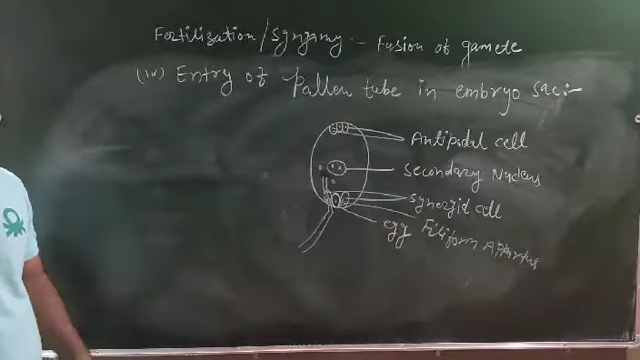 Fertilization/Syngamy - Fusion of gamete
(iv) Entry of Pallen tube in embryo sac:-
Antipodal cell
Secondary Nucleus
Synergid cell
egg Filiform Apparatus